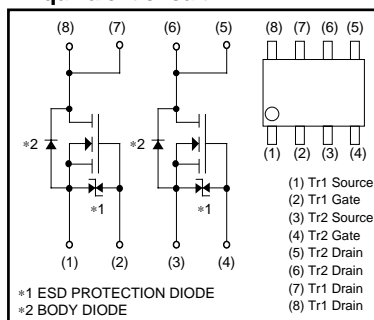 (8) (7) (6) (5)
(8) (7) (6) (5)
∗2 ∗2
∗1 ∗1
(1) (2) (3) (4)
(1) (2) (3) (4)
(1) Tr1 Source
(2) Tr1 Gate
(3) Tr2 Source
(4) Tr2 Gate
(5) Tr2 Drain
(6) Tr2 Drain
(7) Tr1 Drain
(8) Tr1 Drain
∗1 ESD PROTECTION DIODE
∗2 BODY DIODE